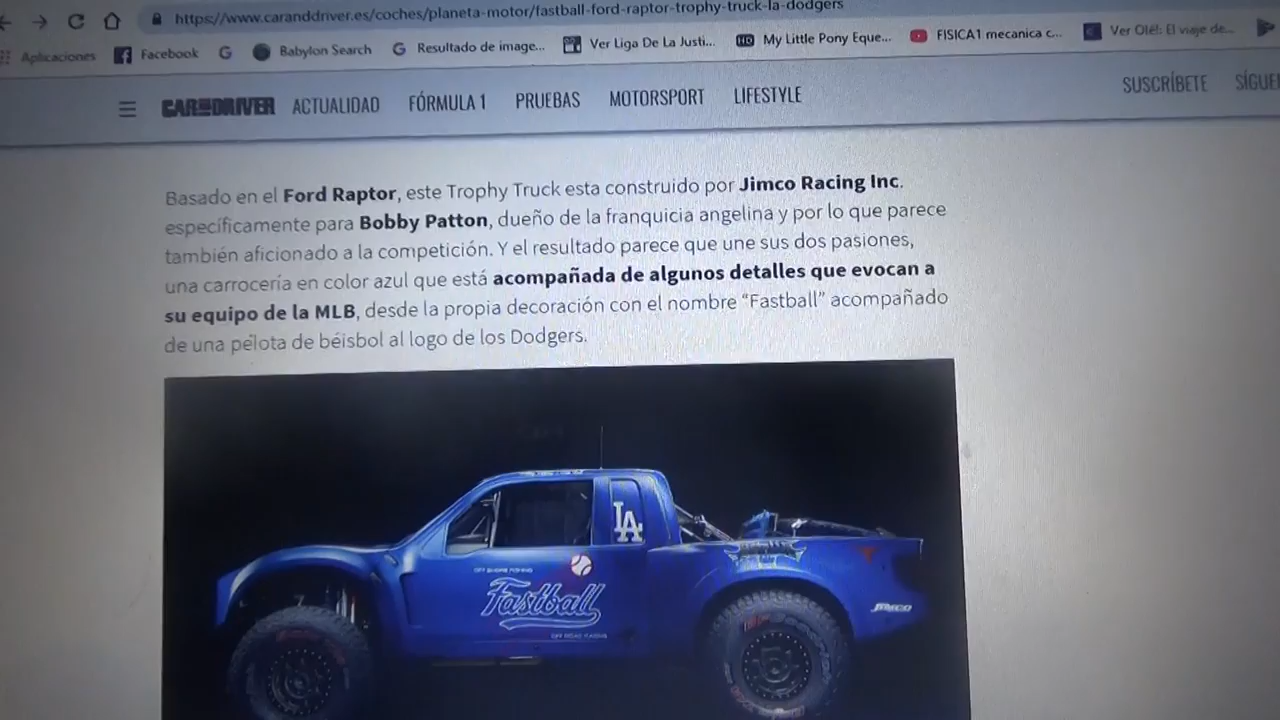 https://www.caranddriver.es/coches/planeta-motor/fastball-ford-raptor-trophy-truck-la-dodgers
Aplicaciones Facebook Babylon Search Resultado de image... Ver Liga De La Justi... My Little Pony Eque... FISICA1 mecanica c... Ver Olé!: El viaje de...
CAR AND DRIVER ACTUALIDAD FÓRMULA 1 PRUEBAS MOTORSPORT LIFESTYLE SUSCRÍBETE SÍGUE
Basado en el Ford Raptor, este Trophy Truck esta construido por Jimco Racing Inc.
específicamente para Bobby Patton, dueño de la franquicia angelina y por lo que parece
también aficionado a la competición. Y el resultado parece que une sus dos pasiones,
una carrocería en color azul que está acompañada de algunos detalles que evocan a
su equipo de la MLB, desde la propia decoración con el nombre “Fastball” acompañado
de una pelota de béisbol al logo de los Dodgers.
LA
Fastball
OFF ROAD RACING
JIMCO